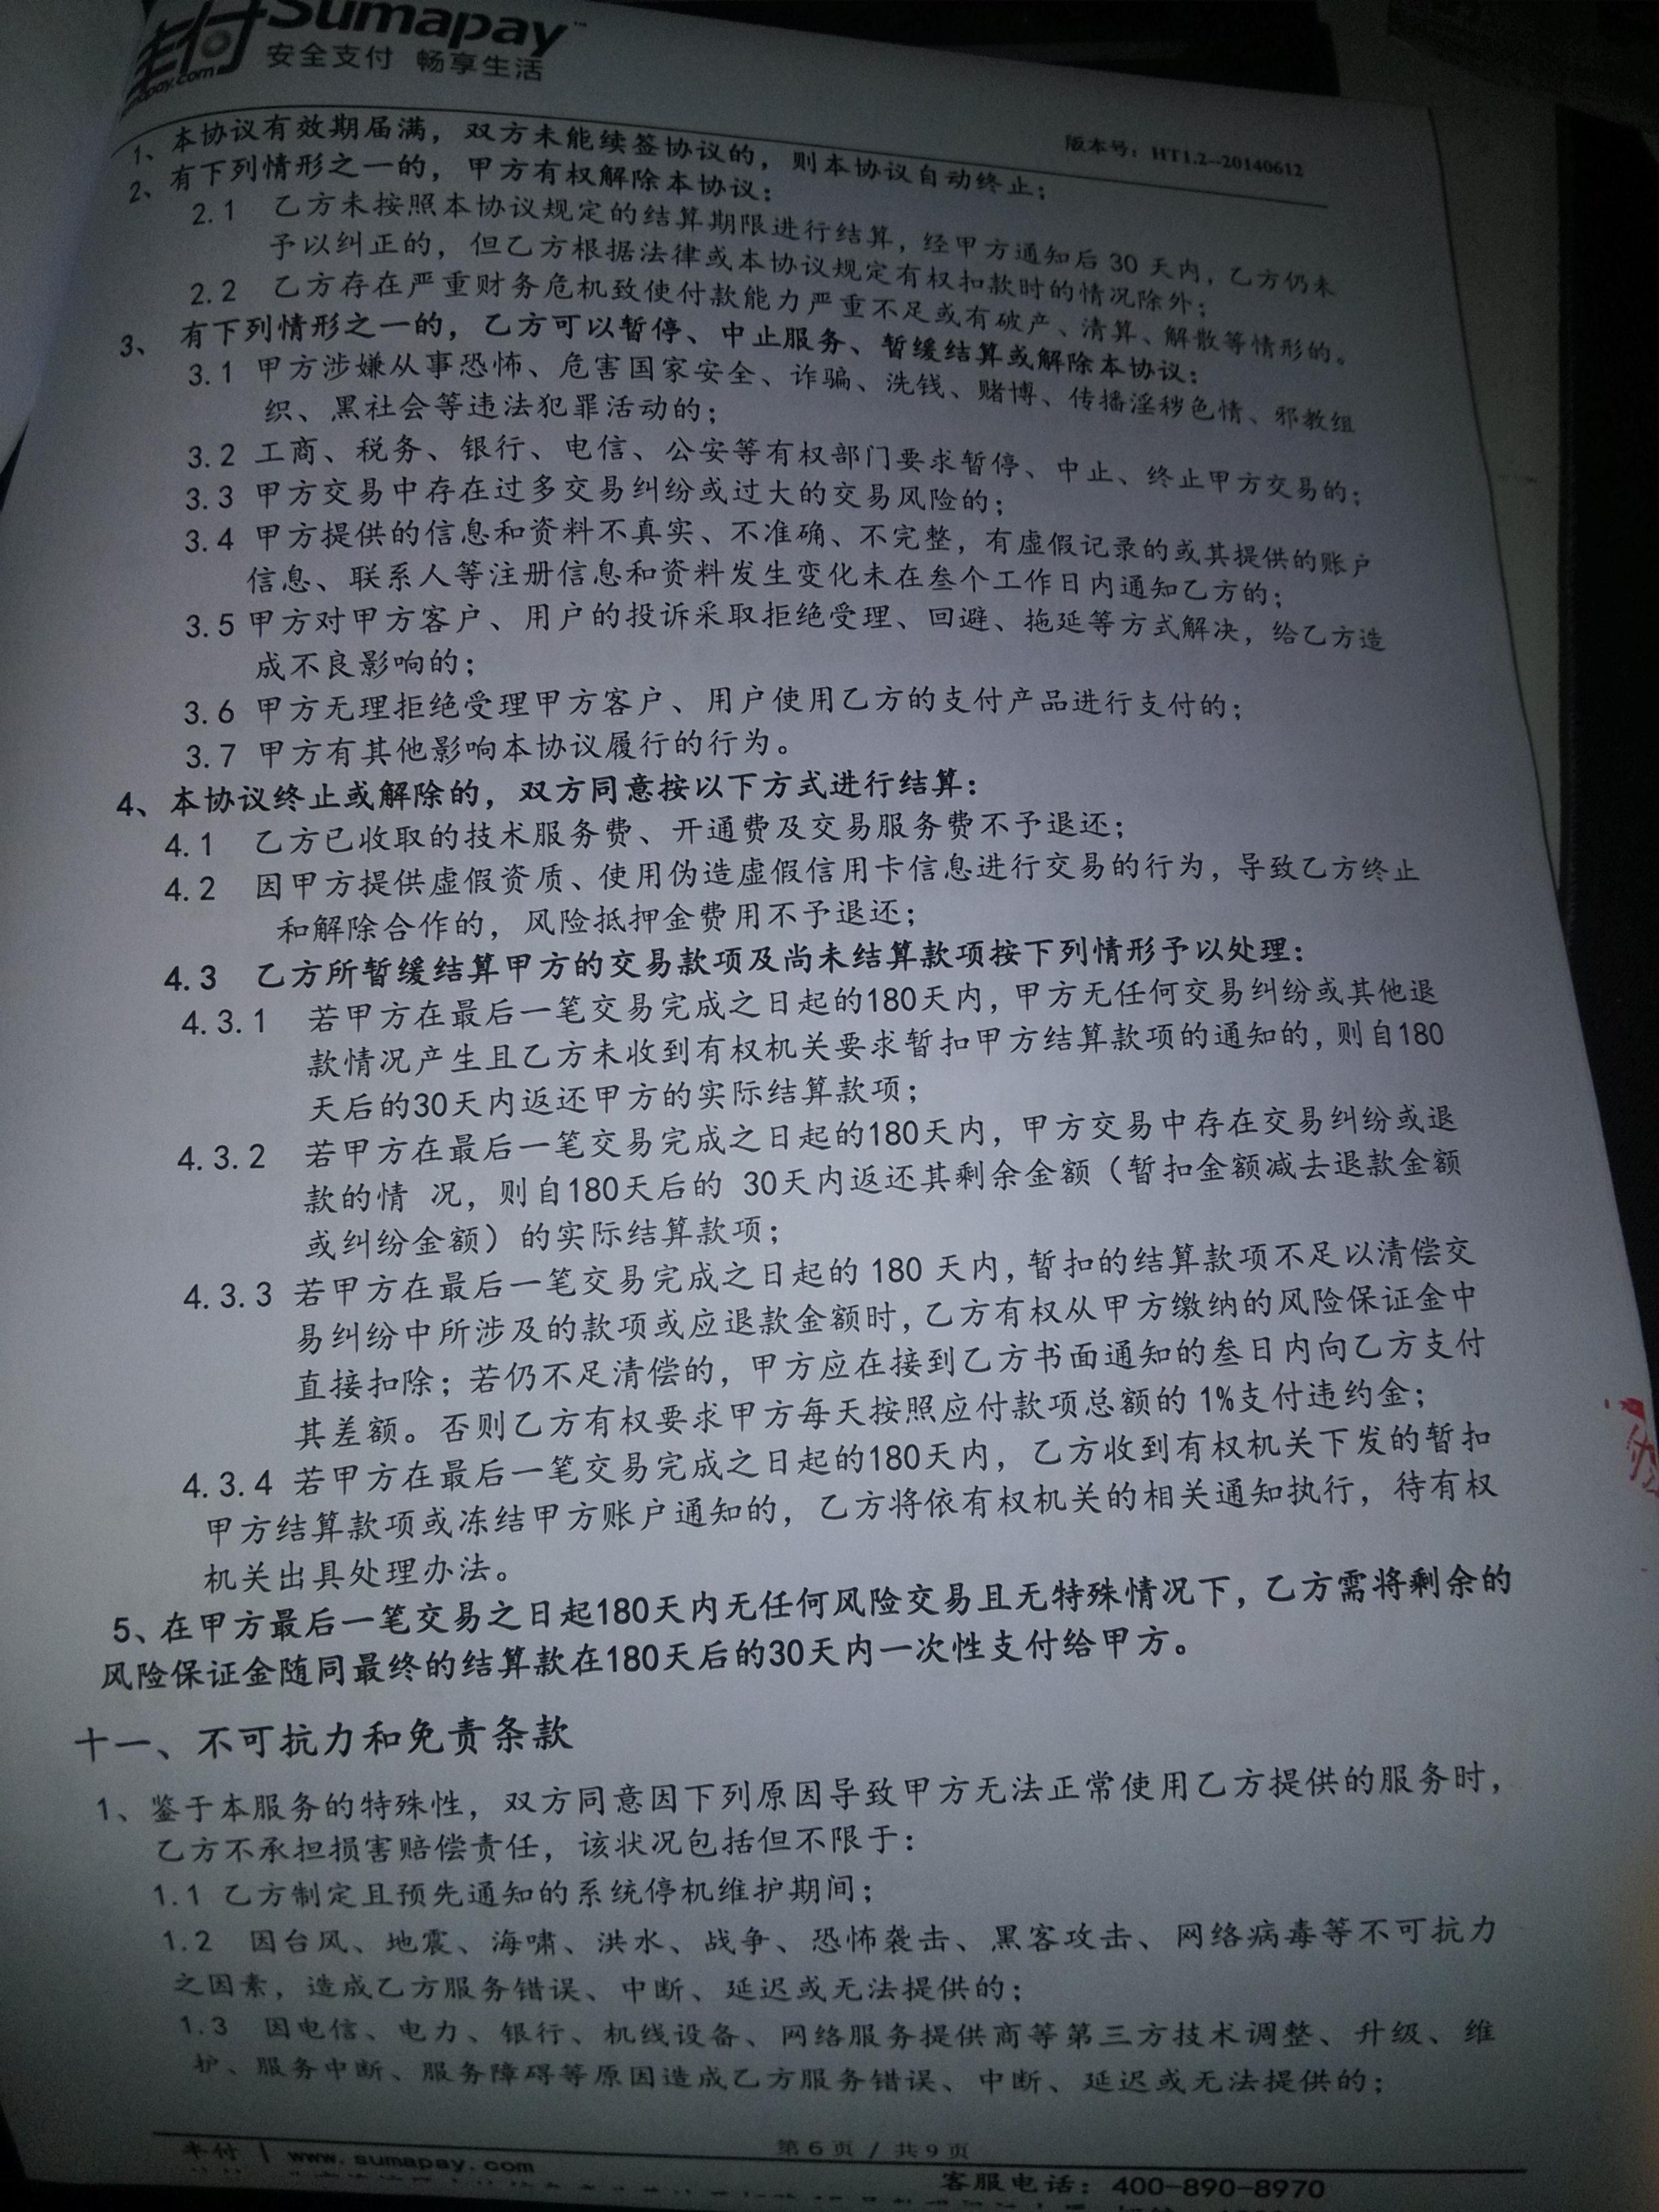 Sumapay
安全支付 畅享生活
版本号：HT1.2-20140612
1、本协议有效期届满，双方未能续签协议的，则本协议自动终止；
2、有下列情形之一的，甲方有权解除本协议：
2.1 乙方未按照本协议规定的结算期限进行结算，经甲方通知后 30 天内，乙方仍未
予以纠正的，但乙方根据法律或本协议规定有权扣款时的情况除外；
2.2 乙方存在严重财务危机致使付款能力严重不足或有破产、清算、解散等情形的。
3、 有下列情形之一的，乙方可以暂停、中止服务、暂缓结算或解除本协议：
3.1 甲方涉嫌从事恐怖、危害国家安全、诈骗、洗钱、赌博、传播淫秽色情、邪教组
织、黑社会等违法犯罪活动的；
3.2 工商、税务、银行、电信、公安等有权部门要求暂停、中止、终止甲方交易的；
3.3 甲方交易中存在过多交易纠纷或过大的交易风险的；
3.4 甲方提供的信息和资料不真实、不准确、不完整，有虚假记录的或其提供的账户
信息、联系人等注册信息和资料发生变化未在叁个工作日内通知乙方的；
3.5 甲方对甲方客户、用户的投诉采取拒绝受理、回避、拖延等方式解决，给乙方造
成不良影响的；
3.6 甲方无理拒绝受理甲方客户、用户使用乙方的支付产品进行支付的；
3.7 甲方有其他影响本协议履行的行为。
4、本协议终止或解除的，双方同意按以下方式进行结算：
4.1 乙方已收取的技术服务费、开通费及交易服务费不予退还；
4.2 因甲方提供虚假资质、使用伪造虚假信用卡信息进行交易的行为，导致乙方终止
和解除合作的，风险抵押金费用不予退还；
4.3 乙方所暂缓结算甲方的交易款项及尚未结算款项按下列情形予以处理：
4.3.1 若甲方在最后一笔交易完成之日起的180天内，甲方无任何交易纠纷或其他退
款情况产生且乙方未收到有权机关要求暂扣甲方结算款项的通知的，则自180
天后的30天内返还甲方的实际结算款项；
4.3.2 若甲方在最后一笔交易完成之日起的180天内，甲方交易中存在交易纠纷或退
款的情 况，则自180天后的 30天内返还其剩余金额（暂扣金额减去退款金额
或纠纷金额）的实际结算款项；
4.3.3 若甲方在最后一笔交易完成之日起的 180 天内，暂扣的结算款项不足以清偿交
易纠纷中所涉及的款项或应退款金额时，乙方有权从甲方缴纳的风险保证金中
直接扣除；若仍不足清偿的，甲方应在接到乙方书面通知的叁日内向乙方支付
其差额。否则乙方有权要求甲方每天按照应付款项总额的 1%支付违约金；
4.3.4 若甲方在最后一笔交易完成之日起的180天内，乙方收到有权机关下发的暂扣
甲方结算款项或冻结甲方账户通知的，乙方将依有权机关的相关通知执行，待有权
机关出具处理办法。
5、在甲方最后一笔交易之日起180天内无任何风险交易且无特殊情况下，乙方需将剩余的
风险保证金随同最终的结算款在180天后的30天内一次性支付给甲方。
十一、不可抗力和免责条款
1、鉴于本服务的特殊性，双方同意因下列原因导致甲方无法正常使用乙方提供的服务时，
乙方不承担损害赔偿责任，该状况包括但不限于：
1.1 乙方制定且预先通知的系统停机维护期间；
1.2 因台风、地震、海啸、洪水、战争、恐怖袭击、黑客攻击、网络病毒等不可抗力
之因素，造成乙方服务错误、中断、延迟或无法提供的；
1.3 因电信、电力、银行、机线设备、网络服务提供商等第三方技术调整、升级、维
护、服务中断、服务障碍等原因造成乙方服务错误、中断、延迟或无法提供的；
丰付 | www.sumapay.com
第 6 页 / 共 9 页
客服电话：400-890-8970